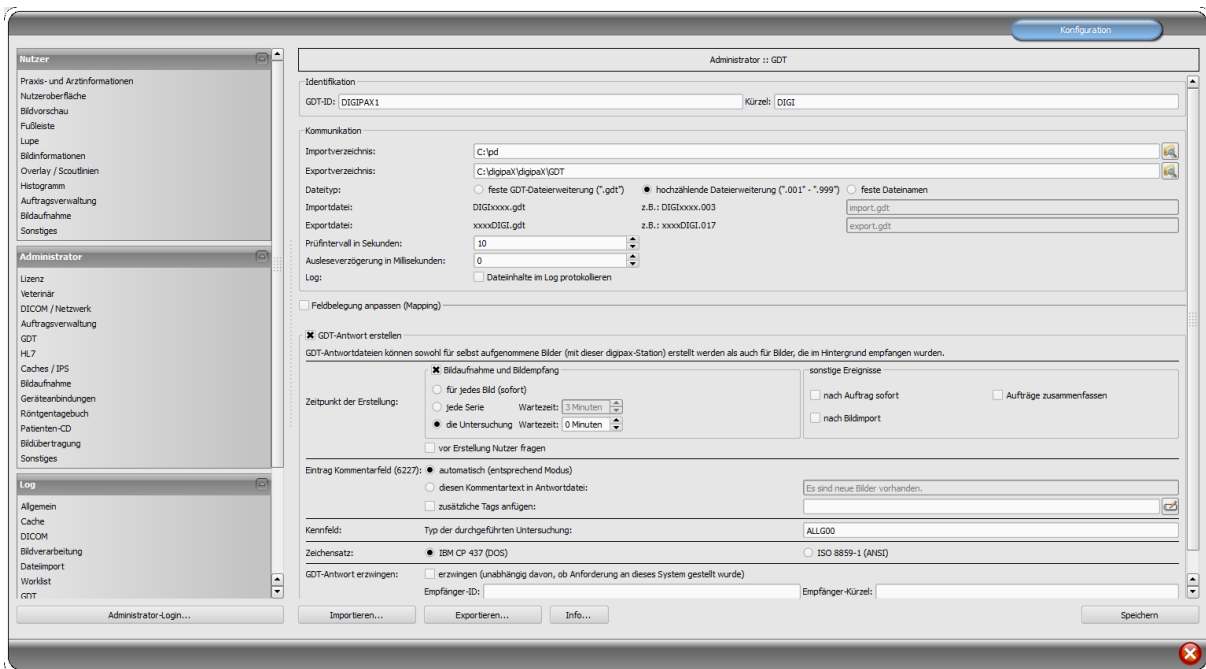 Konfiguration
Nutzer
Praxis- und Arztinformationen
Nutzeroberfläche
Bildvorschau
Fußleiste
Lupe
Bildinformationen
Overlay / Scoutlinien
Histogramm
Auftragsverwaltung
Bildaufnahme
Sonstiges
Administrator
Lizenz
Veterinär
DICOM / Netzwerk
Auftragsverwaltung
GDT
HL7
Caches / IPS
Bildaufnahme
Geräteanbindungen
Röntgentagebuch
Patienten-CD
Bildübertragung
Sonstiges
Log
Allgemein
Cache
DICOM
Bildverarbeitung
Dateiimport
Worklist
GDT
Administrator-Login...
Administrator :: GDT
Identifikation
GDT-ID: DIGIPAX1 Kürzel: DIGI
Kommunikation
Importverzeichnis: C:\pd
Exportverzeichnis: C:\digipaX\digipaX\GDT
Dateityp: feste GDT-Dateierweiterung (".gdt") hochzählende Dateierweiterung (".001" - ".999") feste Dateinamen
Importdatei: DIGIxxxx.gdt z.B.: DIGIxxxx.003 import.gdt
Exportdatei: xxxxDIGI.gdt z.B.: xxxxDIGI.017 export.gdt
Prüfintervall in Sekunden: 10
Ausleseverzögerung in Millisekunden: 0
Log: Dateiinhalte im Log protokollieren
Feldbelegung anpassen (Mapping)
GDT-Antwort erstellen
GDT-Antwortdateien können sowohl für selbst aufgenommene Bilder (mit dieser digipax-Station) erstellt werden als auch für Bilder, die im Hintergrund empfangen wurden.
Zeitpunkt der Erstellung:
Bildaufnahme und Bildempfang
für jedes Bild (sofort)
jede Serie Wartezeit: 3 Minuten
die Untersuchung Wartezeit: 0 Minuten
vor Erstellung Nutzer fragen
sonstige Ereignisse
nach Auftrag sofort Aufträge zusammenfassen
nach Bildimport
Eintrag Kommentarfeld (6227): automatisch (entsprechend Modus)
diesen Kommentartext in Antwortdatei: Es sind neue Bilder vorhanden.
zusätzliche Tags anfügen:
Kennfeld: Typ der durchgeführten Untersuchung: ALLG00
Zeichensatz: IBM CP 437 (DOS) ISO 8859-1 (ANSI)
GDT-Antwort erzwingen: erzwingen (unabhängig davon, ob Anforderung an dieses System gestellt wurde)
Empfänger-ID: Empfänger-Kürzel:
Importieren... Exportieren... Info... Speichern